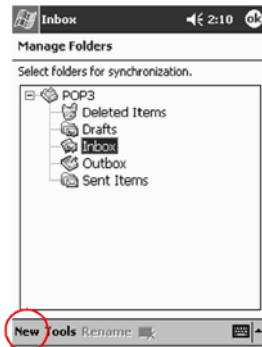 Inbox 2:10 ok
Manage Folders
Select folders for synchronization.
POP3
Deleted Items
Drafts
Inbox
Outbox
Sent Items
New Tools Rename